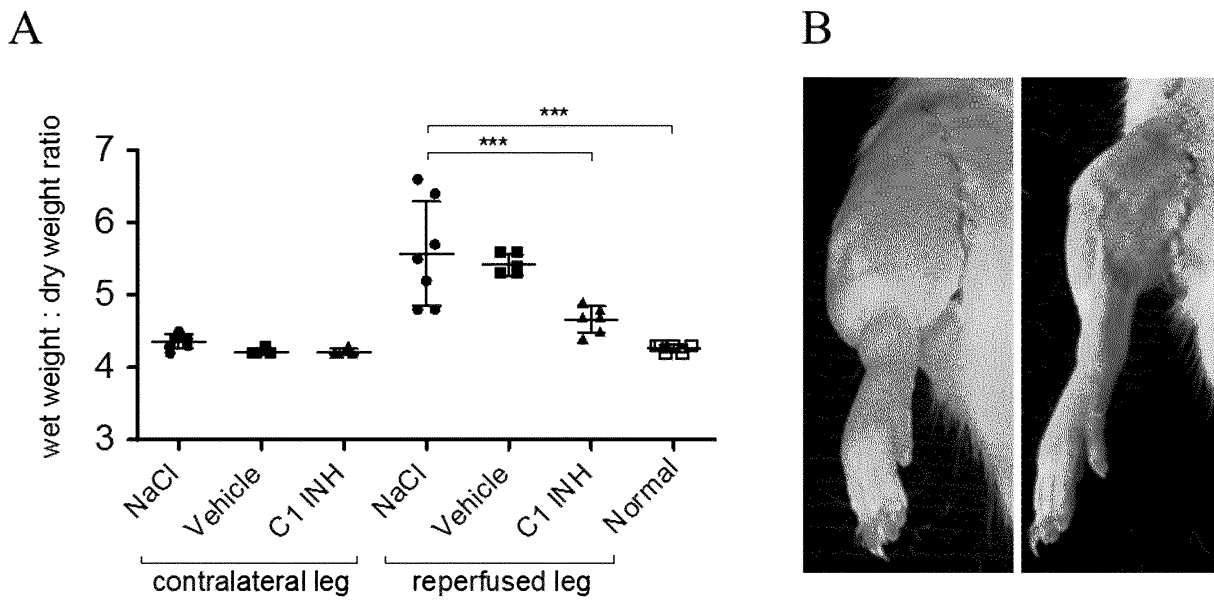 A
B
wet weight : dry weight ratio
7
6
5
4
3
***
***
NaCl
Vehicle
C1 INH
NaCl
Vehicle
C1 INH
Normal
contralateral leg
reperfused leg